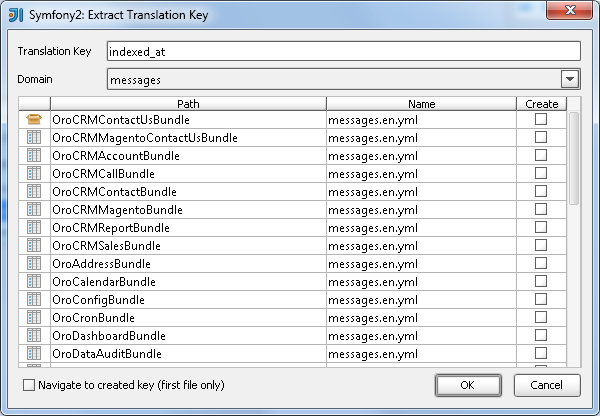 Symfony2: Extract Translation Key
Translation Key indexed_at
Domain messages
Path Name Create
OroCRMContactUsBundle messages.en.yml
OroCRMMagentoContactUsBundle messages.en.yml
OroCRMAccountBundle messages.en.yml
OroCRMCallBundle messages.en.yml
OroCRMContactBundle messages.en.yml
OroCRMMagentoBundle messages.en.yml
OroCRMReportBundle messages.en.yml
OroCRMSalesBundle messages.en.yml
OroAddressBundle messages.en.yml
OroCalendarBundle messages.en.yml
OroConfigBundle messages.en.yml
OroCronBundle messages.en.yml
OroDashboardBundle messages.en.yml
OroDataAuditBundle messages.en.yml
Navigate to created key (first file only) OK Cancel